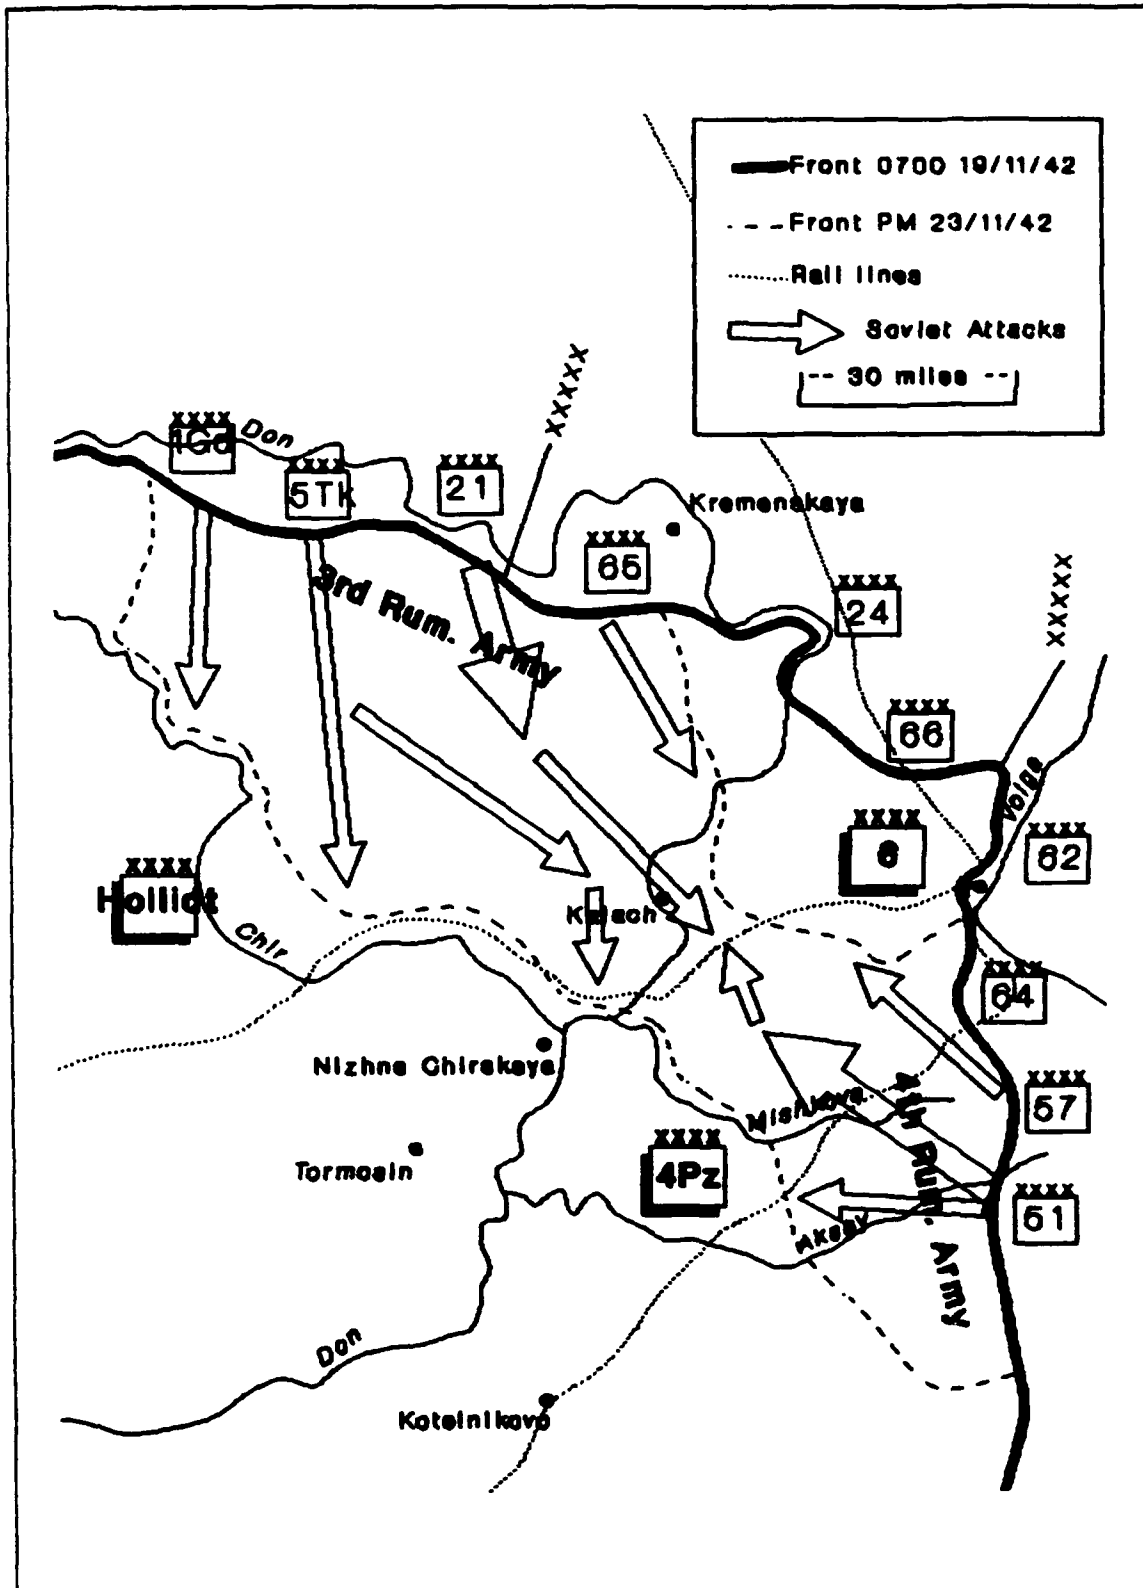 Front 0700 19/11/42
Front PM 23/11/42
Rail lines
Soviet Attacks
-- 30 miles --
XXXXX
XXXX
1Gd
Don
XXXX
5Tk
XXXX
21
Kremenskaya
XXXX
65
3rd Rum. Army
XXXX
24
XXXXX
XXXX
66
Volga
XXXX
6
XXXX
62
XXXX
Hollidt
Chir
Kalach
XXXX
64
Nizhne Chirskaya
Mishkova
4th Rum. Army
XXXX
57
Tormosin
XXXX
4Pz
XXXX
51
Aksay
Don
Kotelnikovo